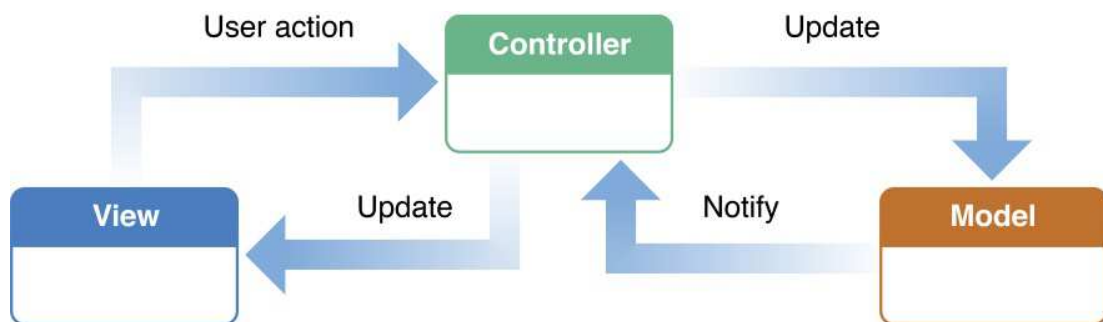 User action
Controller
Update
View
Update
Notify
Model